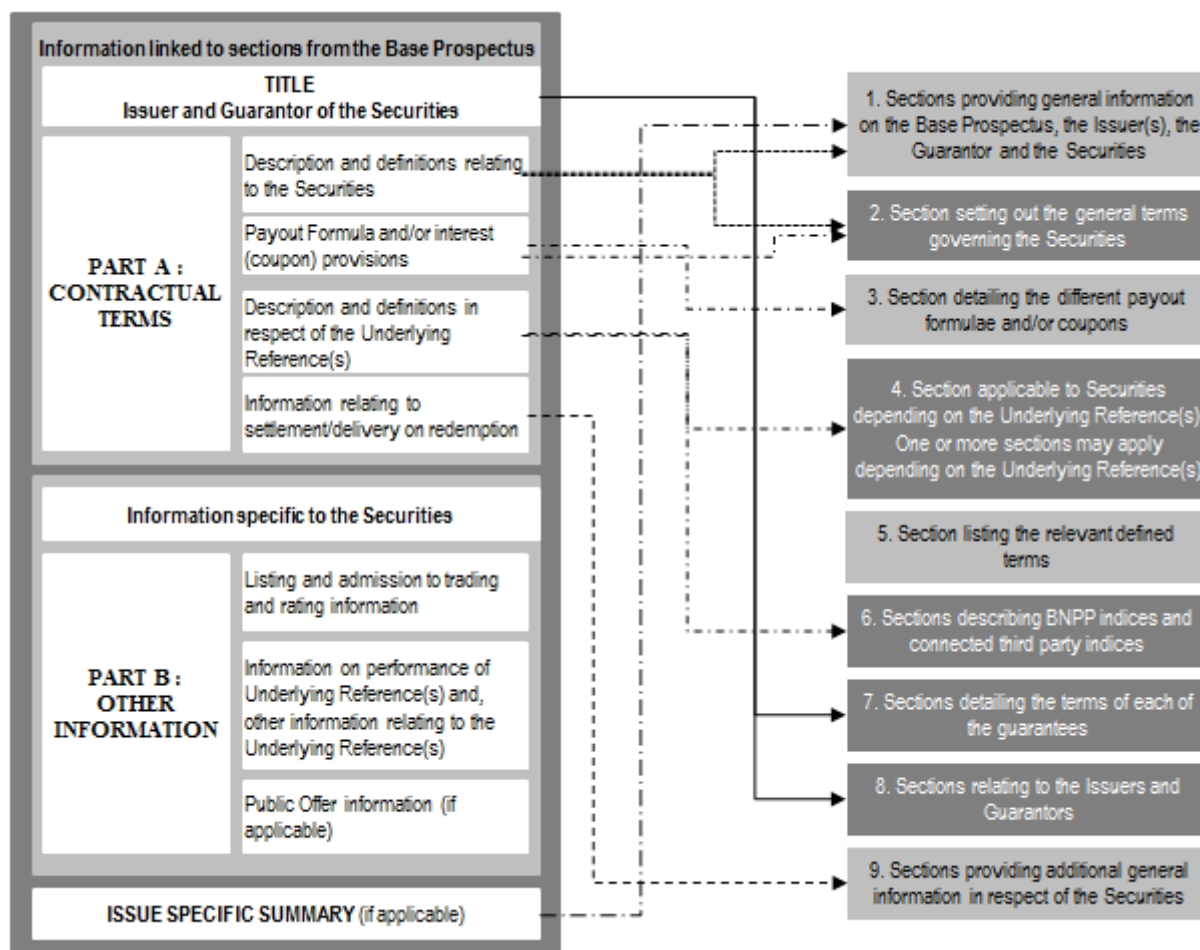 Information linked to sections from the Base Prospectus
TITLE
Issuer and Guarantor of the Securities
PART A :
CONTRACTUAL
TERMS
Description and definitions relating
to the Securities
Payout Formula and/or interest
(coupon) provisions
Description and definitions in
respect of the Underlying
Reference(s)
Information relating to
settlement/delivery on redemption
Information specific to the Securities
PART B :
OTHER
INFORMATION
Listing and admission to trading
and rating information
Information on performance of
Underlying Reference(s) and,
other information relating to the
Underlying Reference(s)
Public Offer information (if
applicable)
ISSUE SPECIFIC SUMMARY (if applicable)
1. Sections providing general information
on the Base Prospectus, the Issuer(s), the
Guarantor and the Securities
2. Section setting out the general terms
governing the Securities
3. Section detailing the different payout
formulae and/or coupons
4. Section applicable to Securities
depending on the Underlying Reference(s)
One or more sections may apply
depending on the Underlying Reference(s)
5. Section listing the relevant defined
terms
6. Sections describing BNPP indices and
connected third party indices
7. Sections detailing the terms of each of
the guarantees
8. Sections relating to the Issuers and
Guarantors
9. Sections providing additional general
information in respect of the Securities